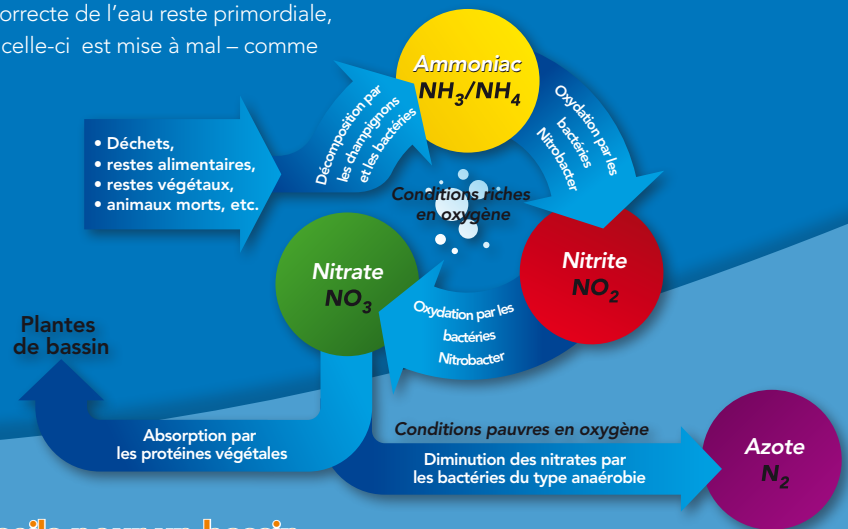 orrecte de l'eau reste primordiale,
celle-ci est mise à mal – comme
Ammoniac
NH3/NH4
Décomposition par
les champignons
et les bactéries
Oxydation par les
bactéries
Nitrobacter
• Déchets,
• restes alimentaires,
• restes végétaux,
• animaux morts, etc.
Conditions riches
en oxygène
Nitrate
NO3
Nitrite
NO2
Oxydation par les
bactéries
Nitrobacter
Plantes
de bassin
Absorption par
les protéines végétales
Conditions pauvres en oxygène
Diminution des nitrates par
les bactéries du type anaérobie
Azote
N2
pour un bassin